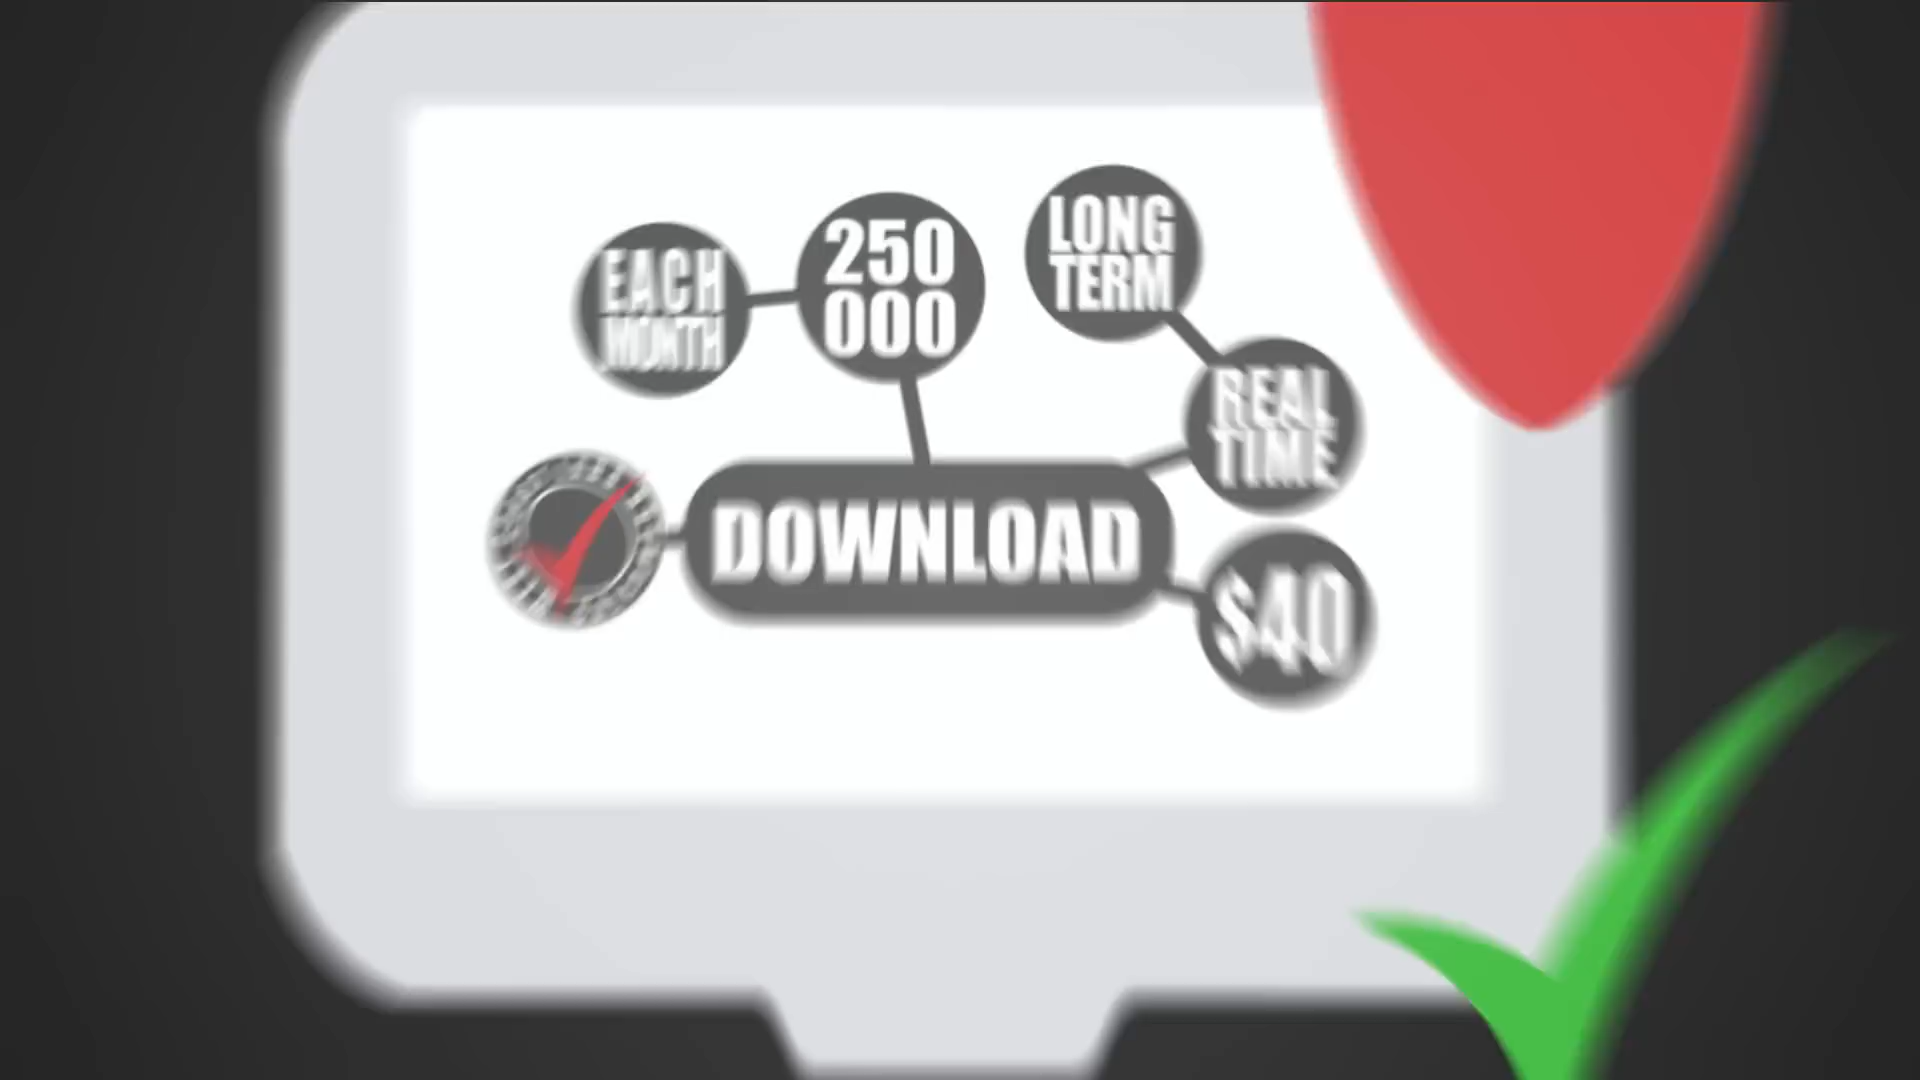 EACH
MONTH
250
000
LONG
TERM
REAL
TIME
DOWNLOAD
$40